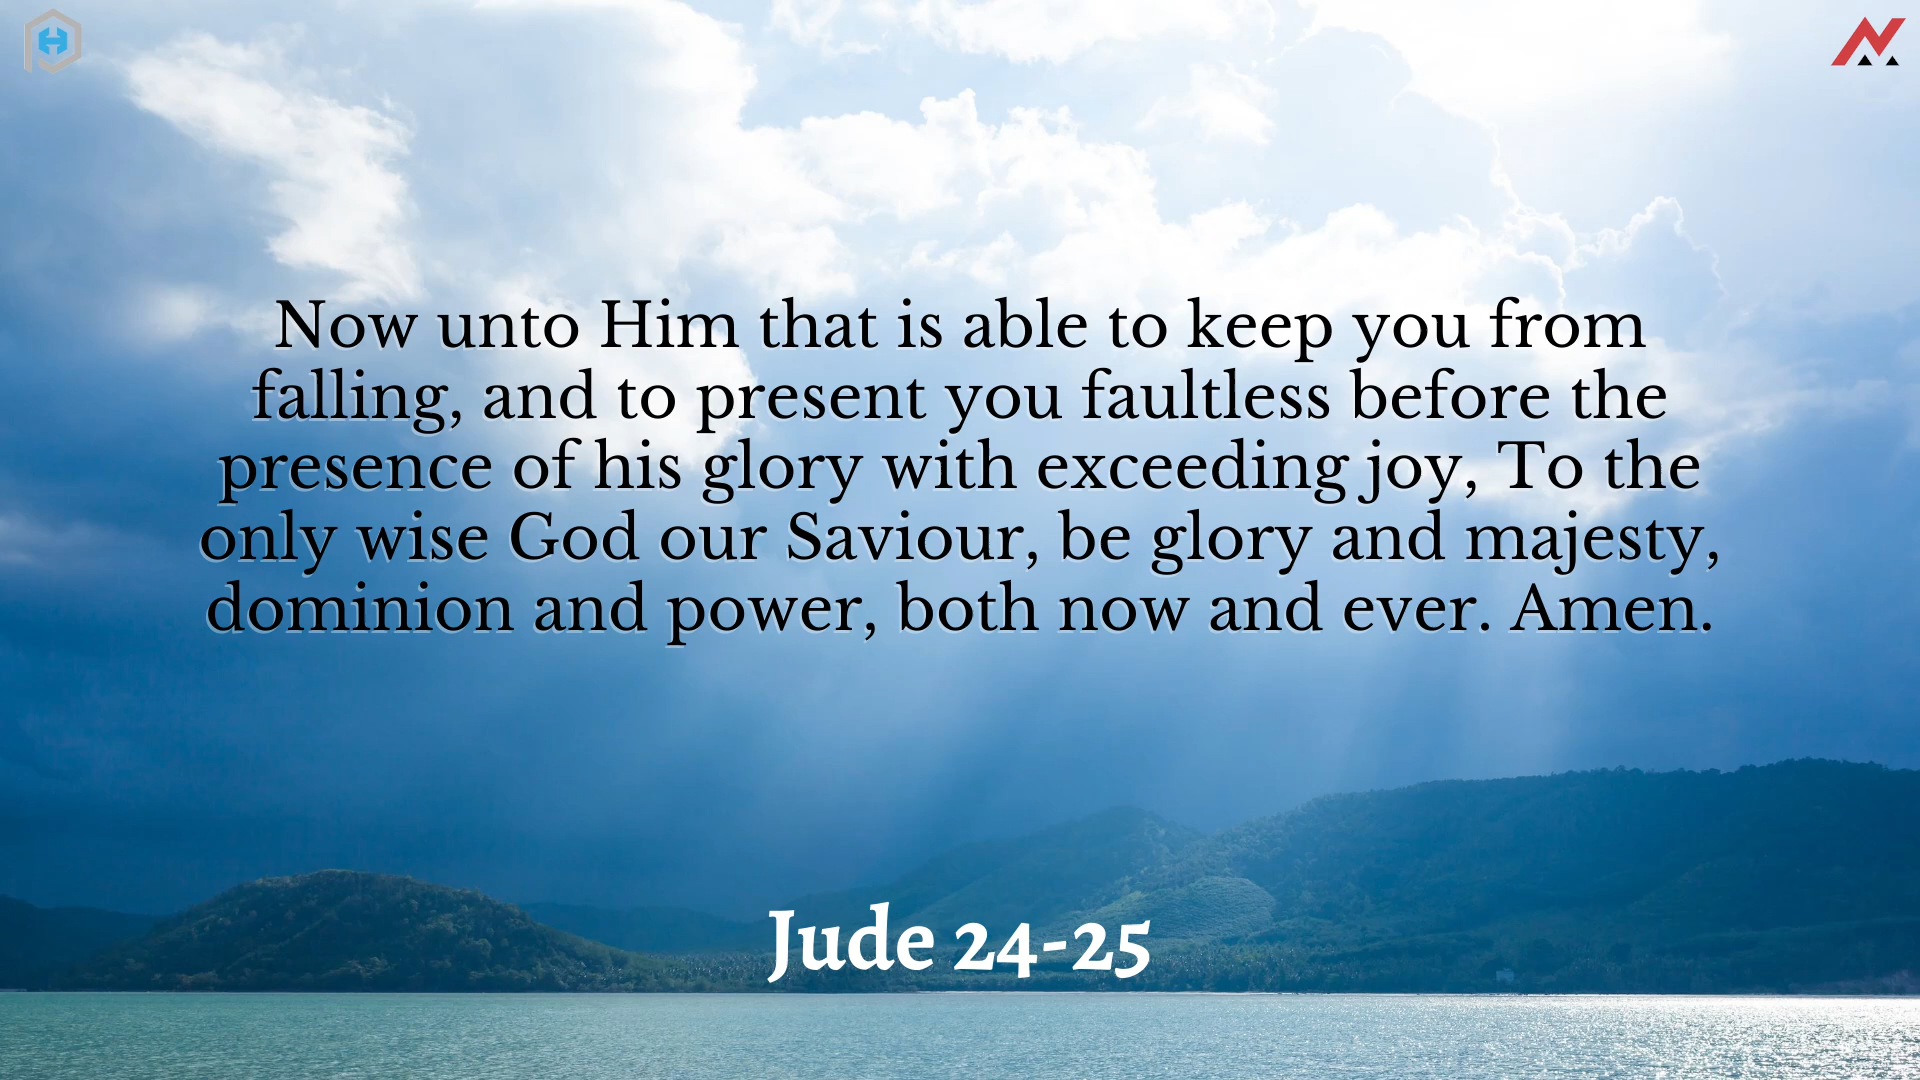 Now unto Him that is able to keep you from
falling, and to present you faultless before the
presence of his glory with exceeding joy, To the
only wise God our Saviour, be glory and majesty,
dominion and power, both now and ever. Amen.
Jude 24-25